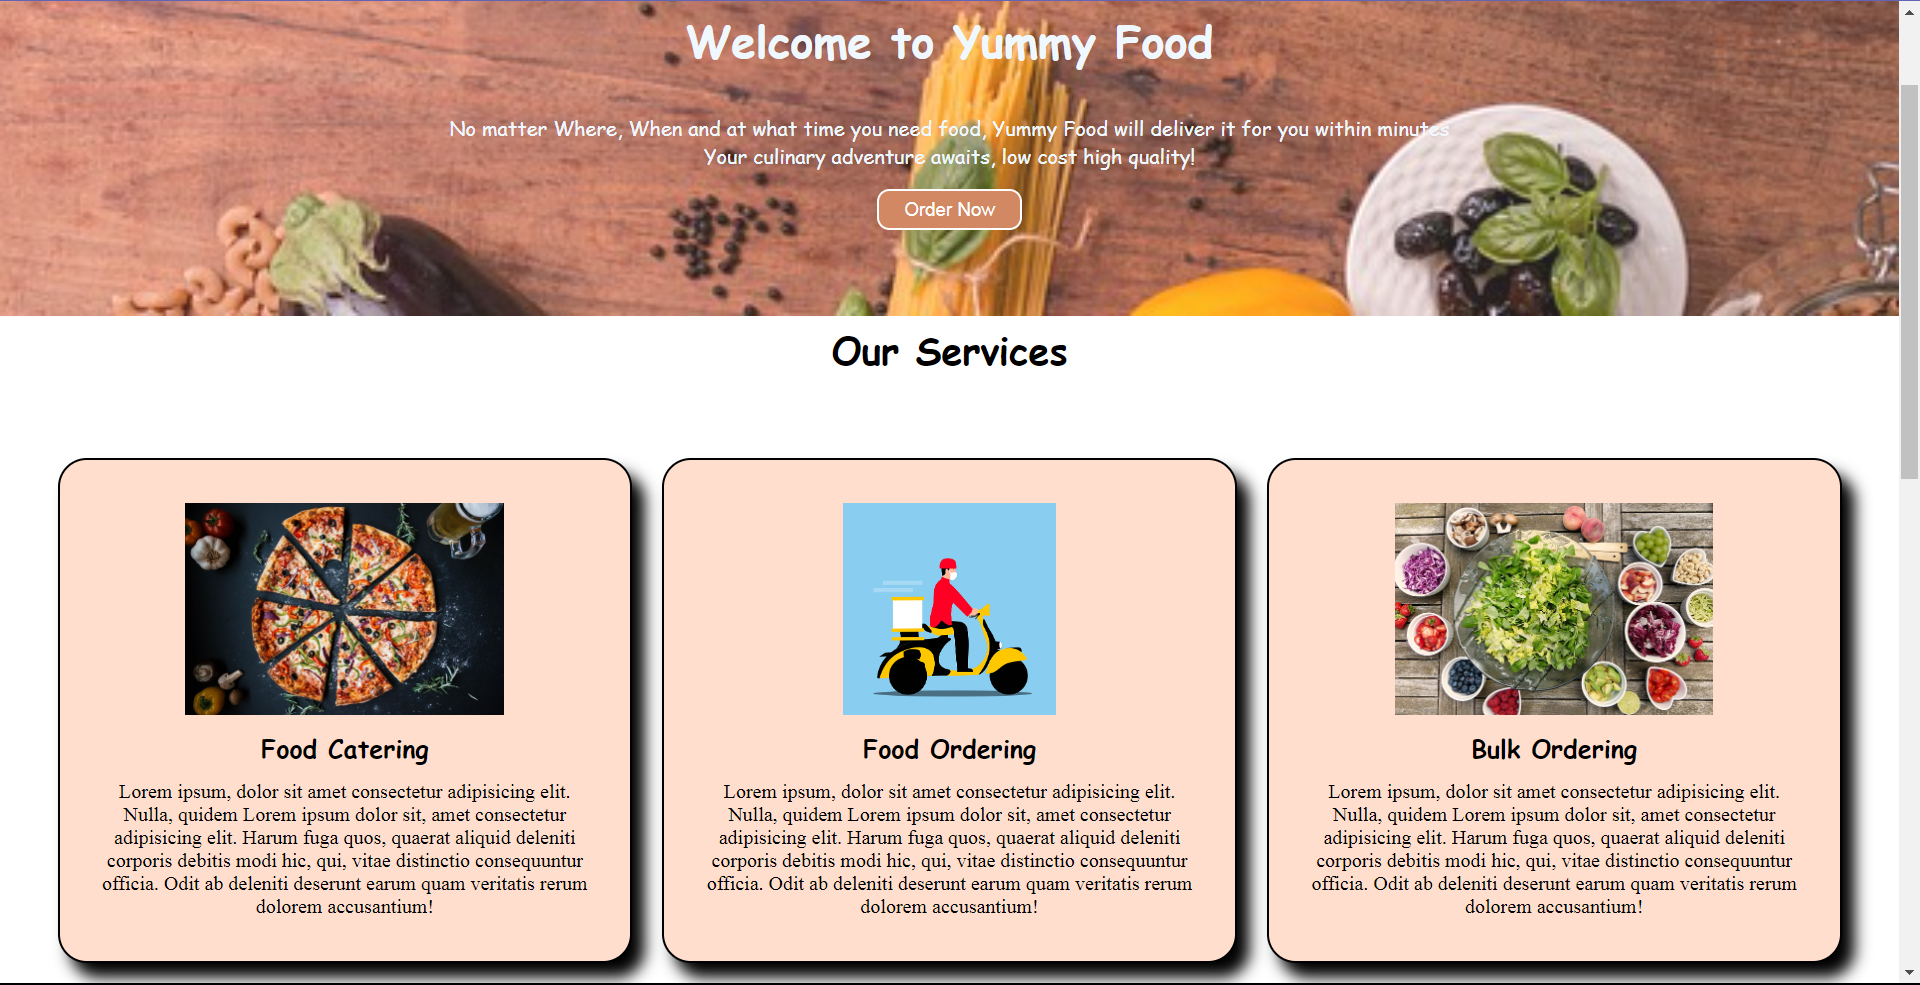 Welcome to Yummy Food
No matter Where, When and at what time you need food, Yummy Food will deliver it for you within minutes
Your culinary adventure awaits, low cost high quality!
Order Now
Our Services
Food Catering
Lorem ipsum, dolor sit amet consectetur adipisicing elit.
Nulla, quidem Lorem ipsum dolor sit, amet consectetur
adipisicing elit. Harum fuga quos, quaerat aliquid deleniti
corporis debitis modi hic, qui, vitae distinctio consequuntur
officia. Odit ab deleniti deserunt earum quam veritatis rerum
dolorem accusantium!
Food Ordering
Lorem ipsum, dolor sit amet consectetur adipisicing elit.
Nulla, quidem Lorem ipsum dolor sit, amet consectetur
adipisicing elit. Harum fuga quos, quaerat aliquid deleniti
corporis debitis modi hic, qui, vitae distinctio consequuntur
officia. Odit ab deleniti deserunt earum quam veritatis rerum
dolorem accusantium!
Bulk Ordering
Lorem ipsum, dolor sit amet consectetur adipisicing elit.
Nulla, quidem Lorem ipsum dolor sit, amet consectetur
adipisicing elit. Harum fuga quos, quaerat aliquid deleniti
corporis debitis modi hic, qui, vitae distinctio consequuntur
officia. Odit ab deleniti deserunt earum quam veritatis rerum
dolorem accusantium!